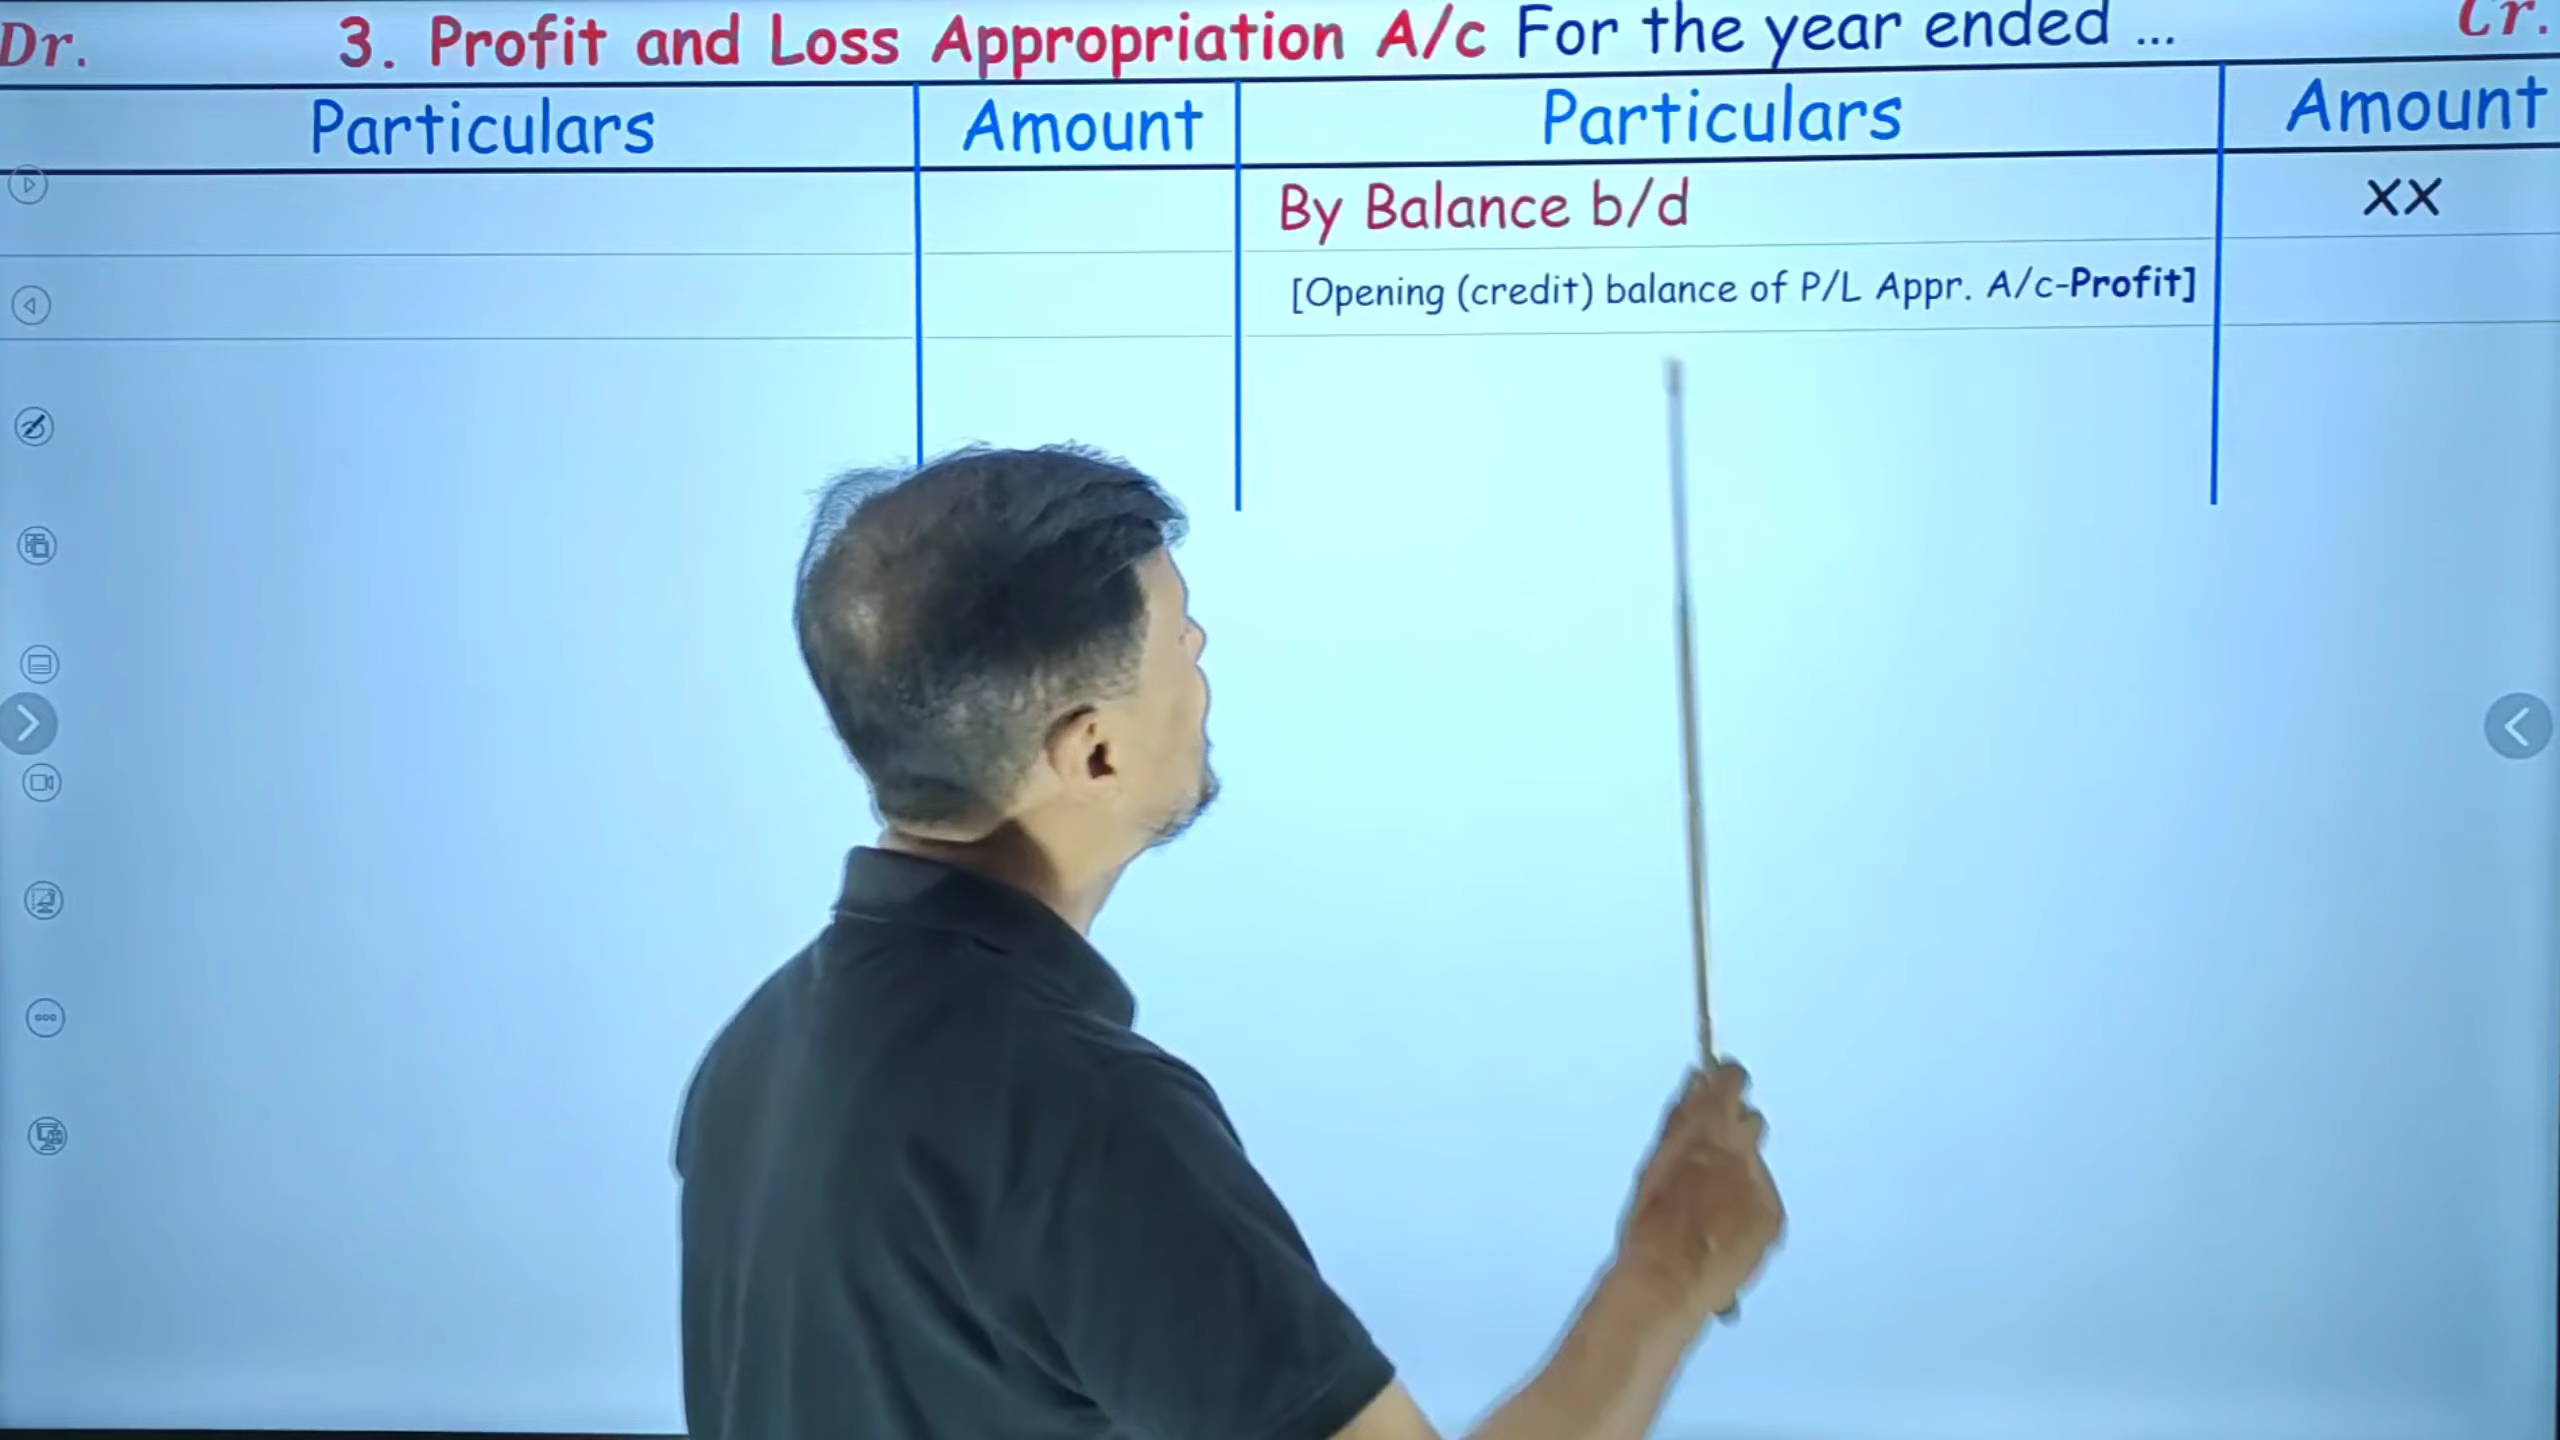 Dr. 3. Profit and Loss Appropriation A/c For the year ended ... Cr.
Particulars Amount Particulars Amount
By Balance b/d XX
[Opening (credit) balance of P/L Appr. A/c-Profit]